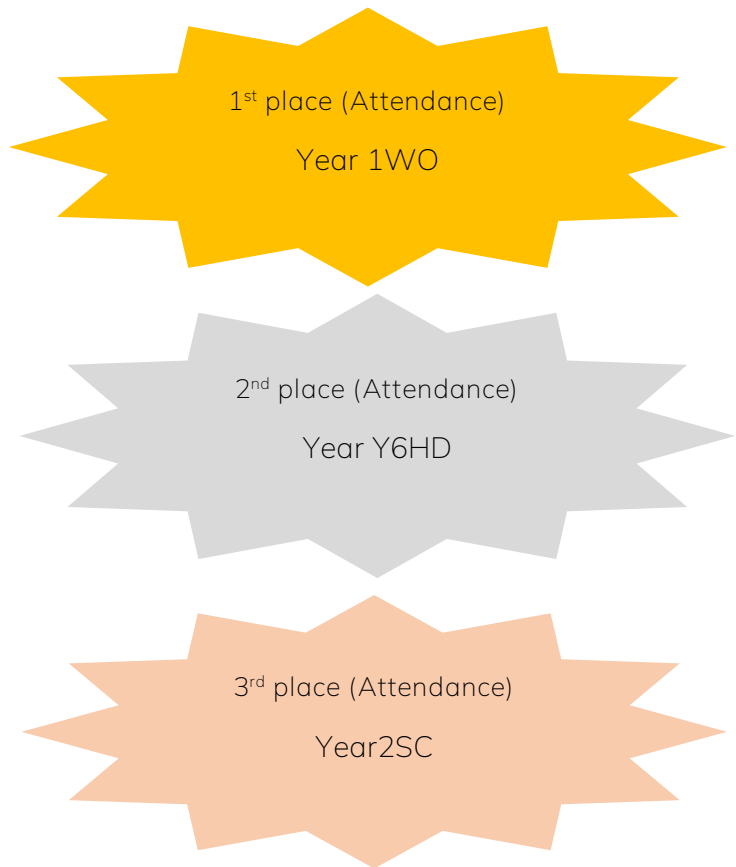 1st place (Attendance)
Year 1WO
2nd place (Attendance)
Year Y6HD
3rd place (Attendance)
Year2SC